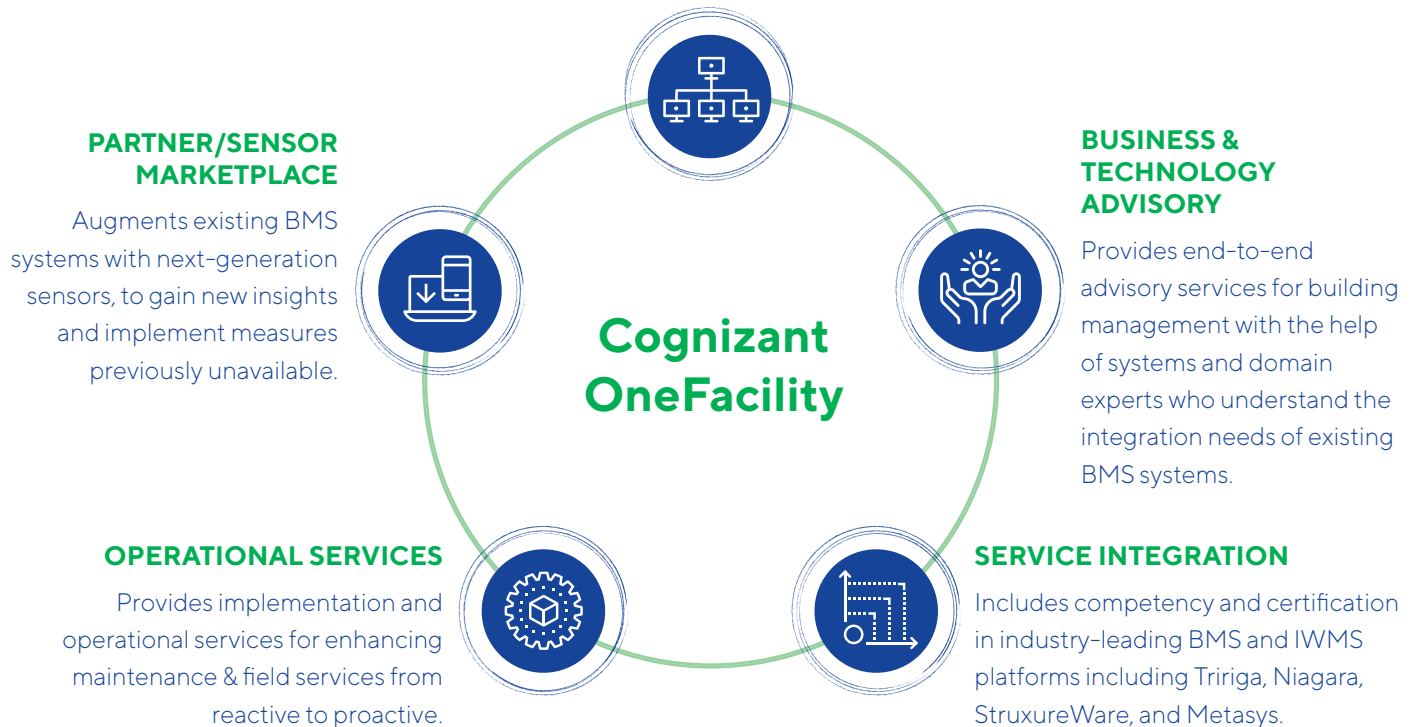 PARTNER/SENSOR
MARKETPLACE
Augments existing BMS
systems with next-generation
sensors, to gain new insights
and implement measures
previously unavailable.
BUSINESS &
TECHNOLOGY
ADVISORY
Provides end-to-end
advisory services for building
management with the help
of systems and domain
experts who understand the
integration needs of existing
BMS systems.
Cognizant
OneFacility
OPERATIONAL SERVICES
Provides implementation and
operational services for enhancing
maintenance & field services from
reactive to proactive.
SERVICE INTEGRATION
Includes competency and certification
in industry-leading BMS and IWMS
platforms including Tririga, Niagara,
StruxureWare, and Metasys.